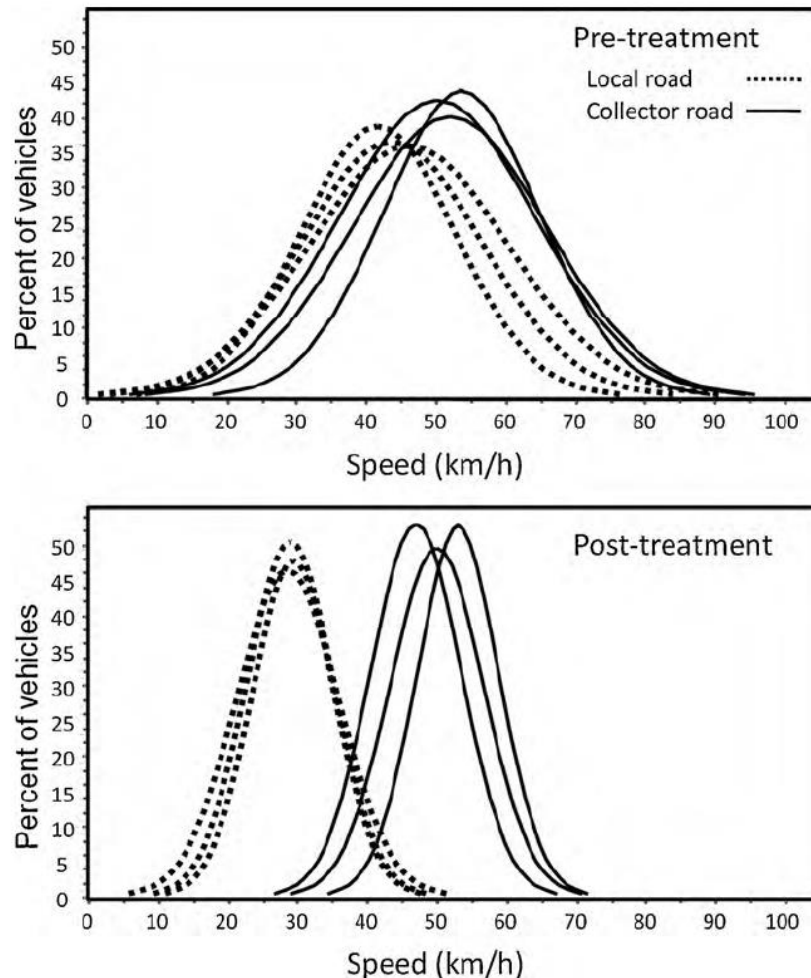 Pre-treatment
Local road
Collector road
Percent of vehicles
50
45
40
35
30
25
20
15
10
5
0
0 10 20 30 40 50 60 70 80 90 100
Speed (km/h)
Post-treatment
Percent of vehicles
50
45
40
35
30
25
20
15
10
5
0
0 10 20 30 40 50 60 70 80 90 100
Speed (km/h)